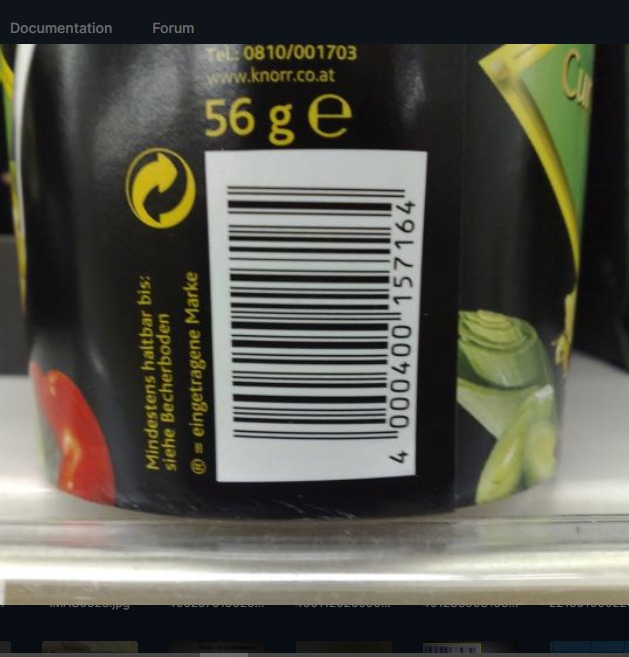 Documentation Forum
Tel.: 0810/001703
www.knorr.co.at
56 g e
Cu
Mindestens haltbar bis:
siehe Becherboden
® = eingetragene Marke
4 000400 157164